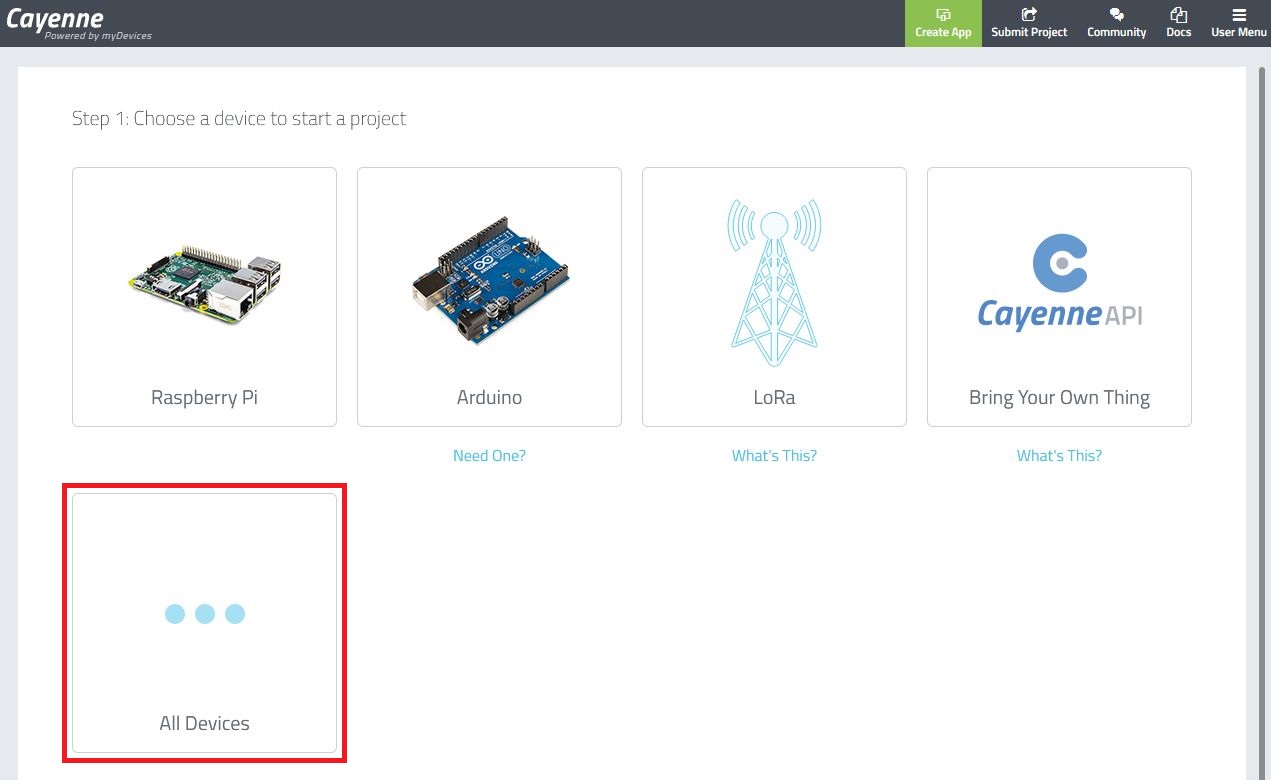 Cayenne
Powered by myDevices
Create App
Submit Project
Community
Docs
User Menu
Step 1: Choose a device to start a project
UNO
Cayenne API
Raspberry Pi
Arduino
LoRa
Bring Your Own Thing
Need One?
What's This?
What's This?
All Devices